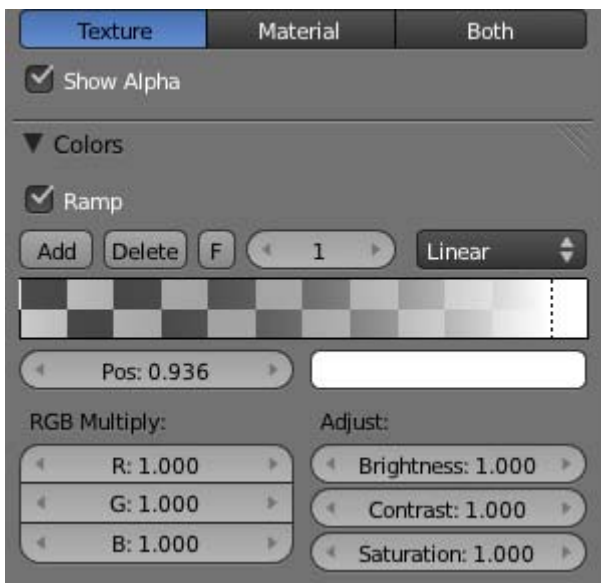 Texture Material Both
Show Alpha
Colors
Ramp
Add Delete F 1 Linear
Pos: 0.936
RGB Multiply: Adjust:
R: 1.000 Brightness: 1.000
G: 1.000 Contrast: 1.000
B: 1.000 Saturation: 1.000